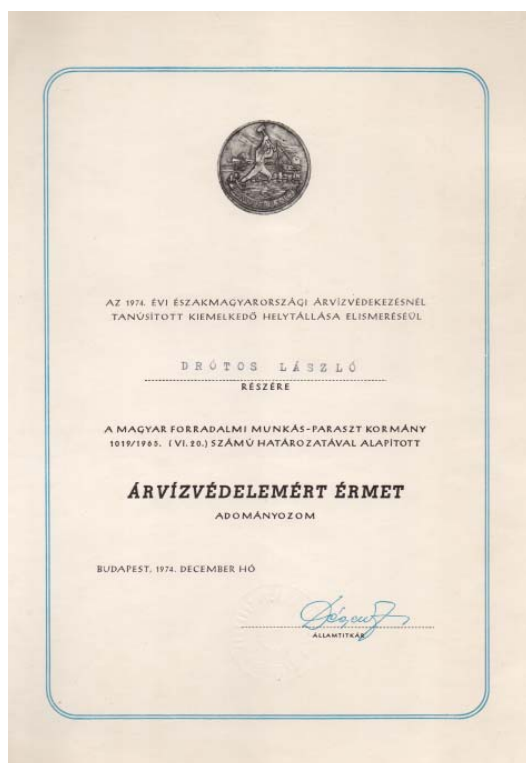 AZ 1974. ÉVI ÉSZAKMAGYARORSZÁGI ÁRVÍZVÉDEKEZÉSNÉL
TANÚSÍTOTT KIEMELKEDŐ HELYTÁLLÁSA ELISMERÉSEÜL
DRÓTOS LÁSZLÓ
RÉSZÉRE
A MAGYAR FORRADALMI MUNKÁS-PARASZT KORMÁNY
1019/1965. (VI. 20.) SZÁMÚ HATÁROZATÁVAL ALAPÍTOTT
ÁRVÍZVÉDELEMÉRT ÉRMET
ADOMÁNYOZOM
BUDAPEST, 1974. DECEMBER HÓ
ÁLLAMTITKÁR